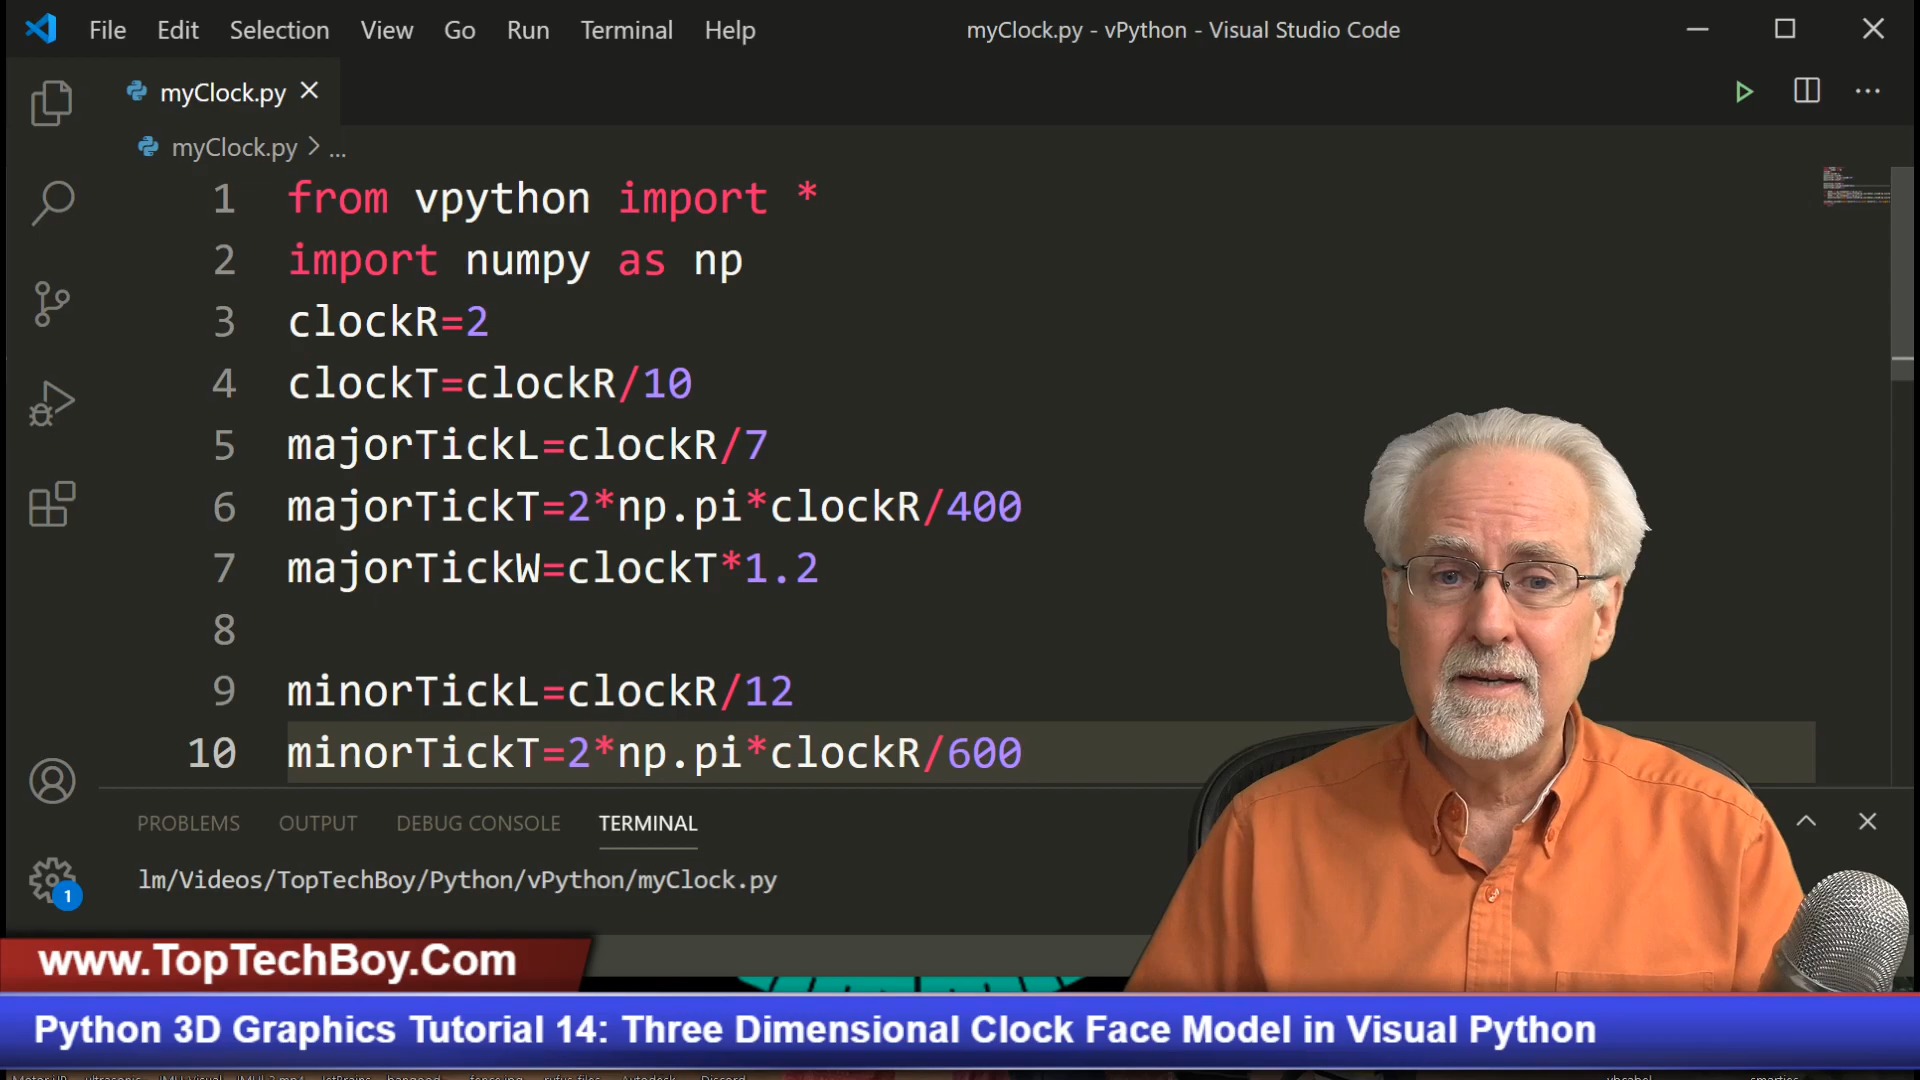 File Edit Selection View Go Run Terminal Help myClock.py - vPython - Visual Studio Code
myClock.py
myClock.py > ...
1 from vpython import *
2 import numpy as np
3 clockR=2
4 clockT=clockR/10
5 majorTickL=clockR/7
6 majorTickT=2*np.pi*clockR/400
7 majorTickW=clockT*1.2
8
9 minorTickL=clockR/12
10 minorTickT=2*np.pi*clockR/600
PROBLEMS OUTPUT DEBUG CONSOLE TERMINAL
lm/Videos/TopTechBoy/Python/vPython/myClock.py
1
www.TopTechBoy.Com
Python 3D Graphics Tutorial 14: Three Dimensional Clock Face Model in Visual Python